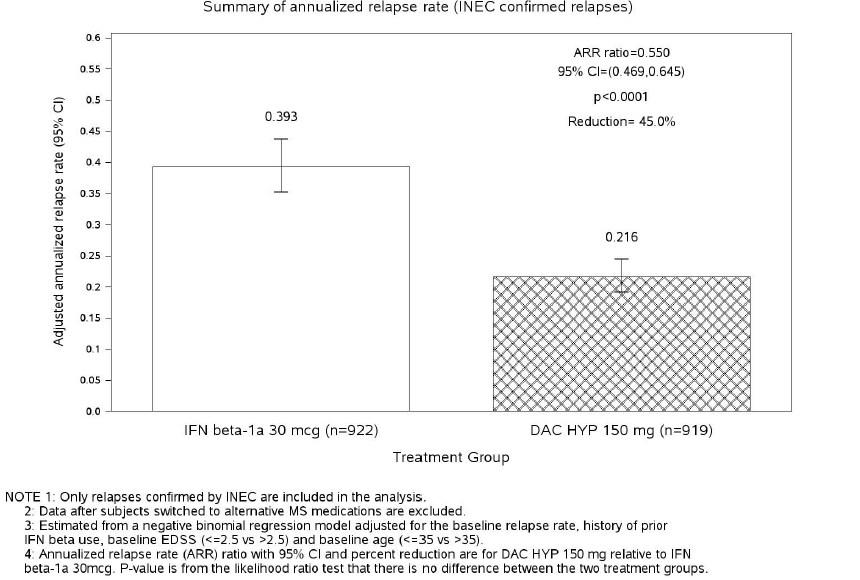 Summary of annualized relapse rate (INEC confirmed relapses)
0.6
0.55
0.5
0.45
0.4
0.35
0.3
0.25
0.2
0.15
0.1
0.05
0.0
Adjusted annualized relapse rate (95% CI)
ARR ratio=0.550
95% CI=(0.469,0.645)
p<0.0001
Reduction= 45.0%
0.393
0.216
IFN beta-1a 30 mcg (n=922)
DAC HYP 150 mg (n=919)
Treatment Group
NOTE 1: Only relapses confirmed by INEC are included in the analysis.
2: Data after subjects switched to alternative MS medications are excluded.
3: Estimated from a negative binomial regression model adjusted for the baseline relapse rate, history of prior
IFN beta use, baseline EDSS (<=2.5 vs >2.5) and baseline age (<=35 vs >35).
4: Annualized relapse rate (ARR) ratio with 95% CI and percent reduction are for DAC HYP 150 mg relative to IFN
beta-1a 30mcg. P-value is from the likelihood ratio test that there is no difference between the two treatment groups.